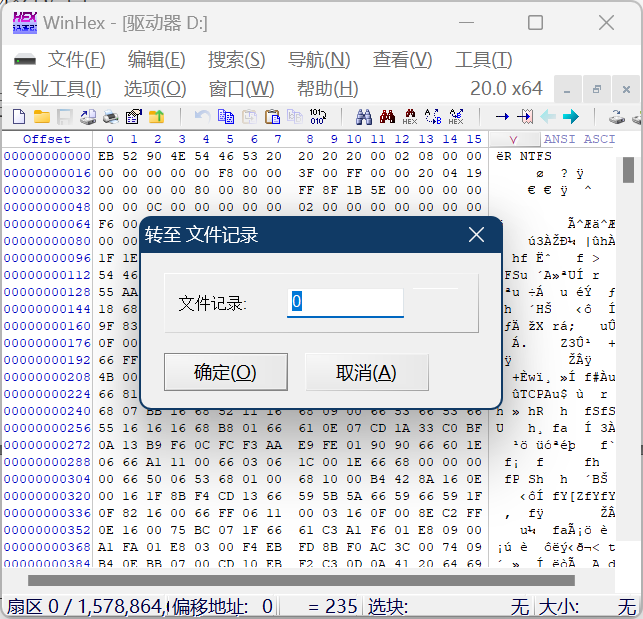 WinHex - [驱动器 D:]
文件(F) 编辑(E) 搜索(S) 导航(N) 查看(V) 工具(T)
专业工具(I) 选项(O) 窗口(W) 帮助(H) 20.0 x64
Offset 0 1 2 3 4 5 6 7 8 9 10 11 12 13 14 15 ANSI ASCI
00000000000 EB 52 90 4E 54 46 53 20 20 20 20 00 02 08 00 00 ëR NTFS
00000000016 00 00 00 00 00 F8 00 00 3F 00 FF 00 00 20 04 19 ø ? ÿ
00000000032 00 00 00 00 80 00 80 00 FF 8F 1B 5E 00 00 00 00 € € ÿ ^
00000000048 00 00 0C 00 00 00 00 00 02 00 00 00 00 00 00 00
00000000064 F6 00
00000000080 00 00
00000000096 1F 1E
00000000112 54 46
00000000128 55 AA
00000000144 18 68
00000000160 9F 83
00000000176 0F 00
00000000192 66 FF
00000000208 4B 00
00000000224 66 81
转至 文件记录
文件记录: 0
确定(O) 取消(A)
00000000240 68 07 BB 16 68 52 11 16 68 09 00 66 53 66 53 66
00000000256 55 16 16 16 68 B8 01 66 61 0E 07 CD 1A 33 C0 BF
00000000272 0A 13 B9 F6 0C FC F3 AA E9 FE 01 90 90 66 60 1E
00000000288 06 66 A1 11 00 66 03 06 1C 00 1E 66 68 00 00 00
00000000304 00 66 50 06 53 68 01 00 68 10 00 B4 42 8A 16 0E
00000000320 00 16 1F 8B F4 CD 13 66 59 5B 5A 66 59 66 59 1F
00000000336 0F 82 16 00 66 FF 06 11 00 03 16 0F 00 8E C2 FF
00000000352 0E 16 00 75 BC 07 1F 66 61 C3 A1 F6 01 E8 09 00
00000000368 A1 FA 01 E8 03 00 F4 EB FD 8B F0 AC 3C 00 74 09
00000000384 B4 0E BB 07 00 CD 10 EB F2 C3 0D 0A 41 20 64 69
扇区 0 / 1,578,864, 偏移地址: 0 = 235 选块: 无 大小: 无